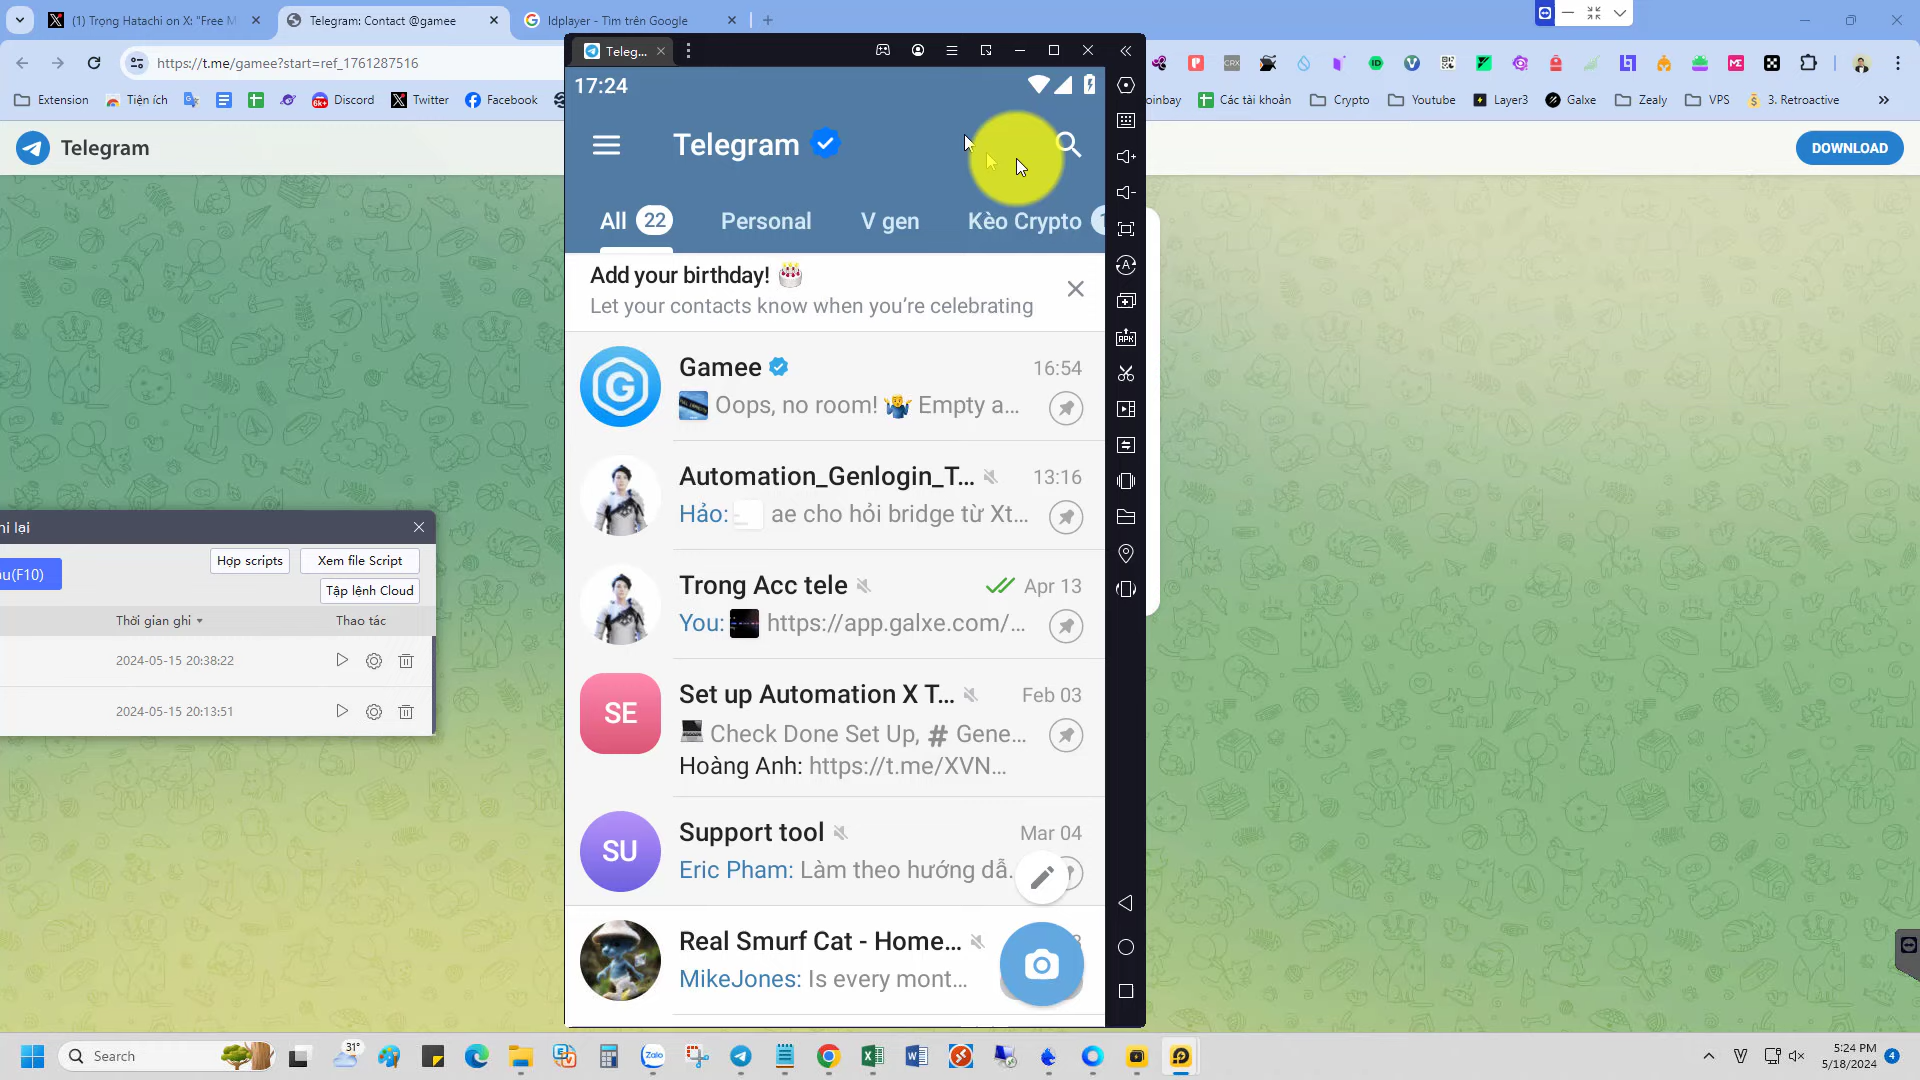 (1) Trọng Hatachi on X: "Free M
Telegram: Contact @gamee
ldplayer - Tìm trên Google
https://t.me/gamee?start=ref_1761287516
Extension
Tiện ích
Discord
Twitter
Facebook
oinbay
Các tài khoản
Crypto
Youtube
Layer3
Galxe
Zealy
VPS
3. Retroactive
Telegram
DOWNLOAD
Teleg...
17:24
Telegram
All 22
Personal
V gen
Kèo Crypto
Add your birthday! 🎂
Let your contacts know when you're celebrating
Gamee
16:54
Oops, no room! 🤷‍♂️ Empty a...
Automation_Genlogin_T...
13:16
Hảo: ae cho hỏi bridge từ Xt...
Trong Acc tele
Apr 13
You: https://app.galxe.com/...
SE
Set up Automation X T...
Feb 03
💻 Check Done Set Up, # Gene...
Hoàng Anh: https://t.me/XVN...
SU
Support tool
Mar 04
Eric Pham: Làm theo hướng dẫ.
Real Smurf Cat - Home...
MikeJones: Is every mont...
hi lại
Hợp scripts
Xem file Script
au(F10)
Tập lệnh Cloud
Thời gian ghi
Thao tác
2024-05-15 20:38:22
2024-05-15 20:13:51
Search
31°
Zalo
5:24 PM
5/18/2024
4